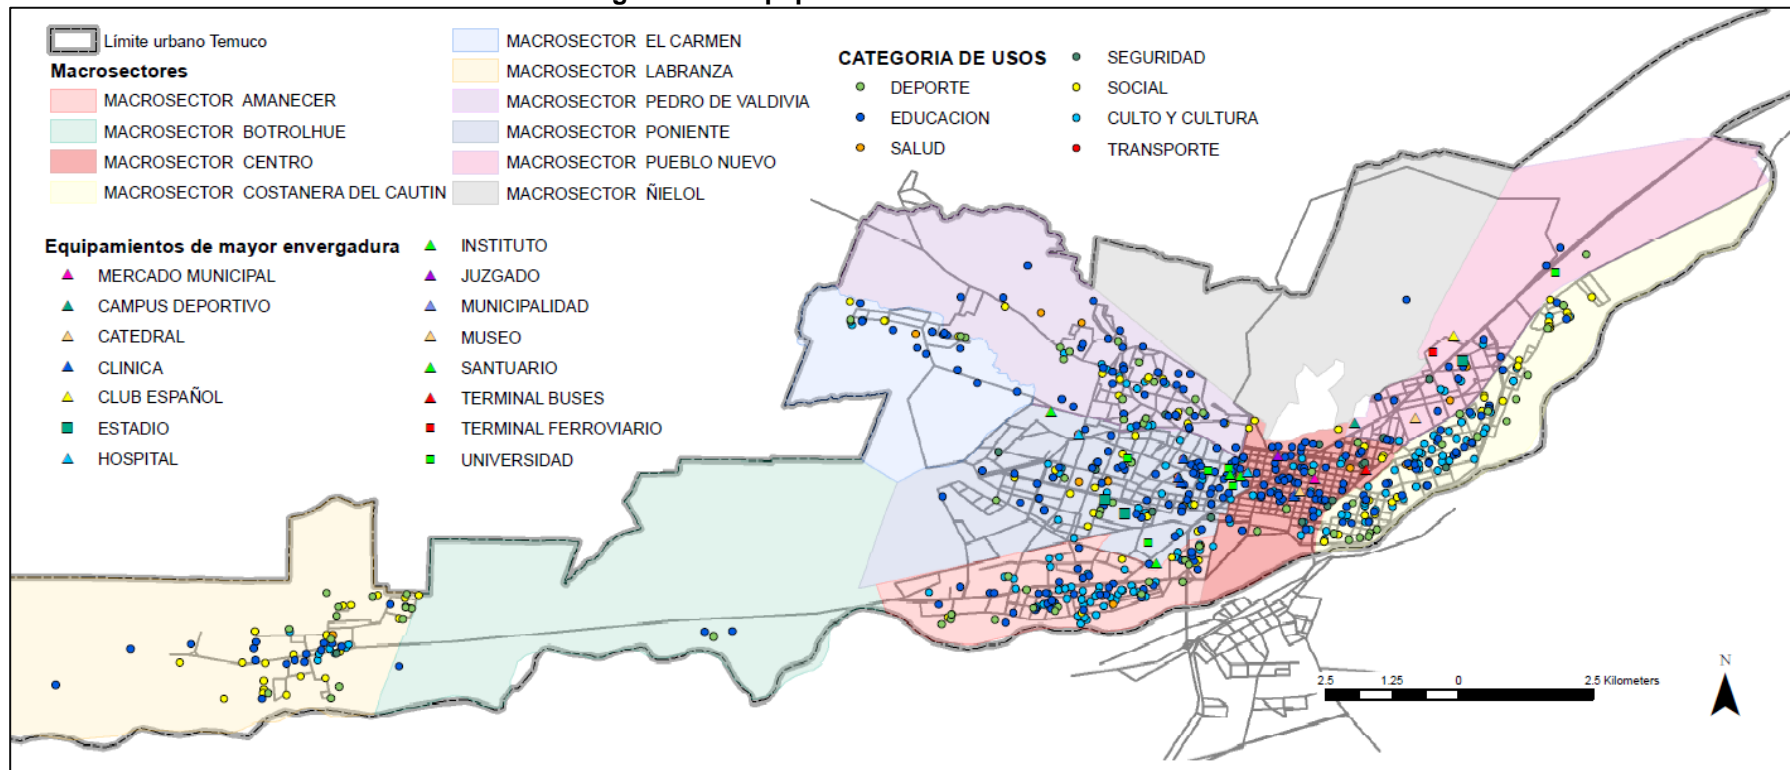 Límite urbano Temuco
Macrosectores
MACROSECTOR AMANECER
MACROSECTOR BOTROLHUE
MACROSECTOR CENTRO
MACROSECTOR COSTANERA DEL CAUTIN
MACROSECTOR EL CARMEN
MACROSECTOR LABRANZA
MACROSECTOR PEDRO DE VALDIVIA
MACROSECTOR PONIENTE
MACROSECTOR PUEBLO NUEVO
MACROSECTOR ÑIELOL
CATEGORIA DE USOS
DEPORTE
EDUCACION
SALUD
SEGURIDAD
SOCIAL
CULTO Y CULTURA
TRANSPORTE
Equipamientos de mayor envergadura
MERCADO MUNICIPAL
CAMPUS DEPORTIVO
CATEDRAL
CLINICA
CLUB ESPAÑOL
ESTADIO
HOSPITAL
INSTITUTO
JUZGADO
MUNICIPALIDAD
MUSEO
SANTUARIO
TERMINAL BUSES
TERMINAL FERROVIARIO
UNIVERSIDAD
2.5 1.25 0 2.5 Kilometers
N